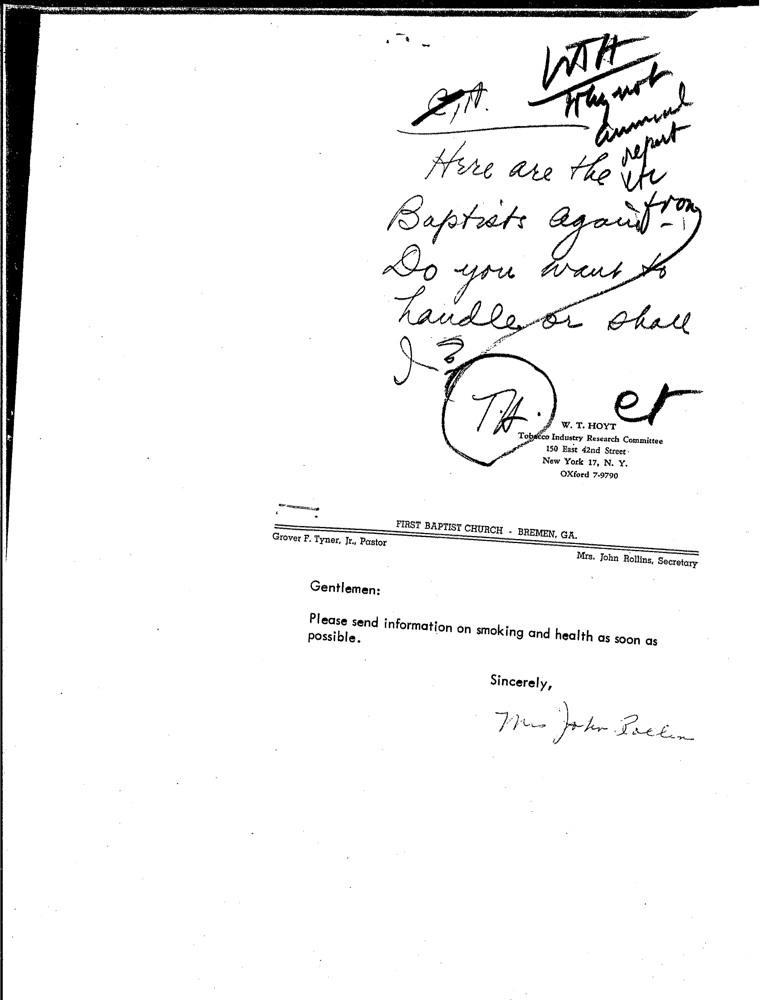 WTH
Why not
annual
report
Here are the
Baptists again -
Do you want to
handle or shall
I?
T.H.
W. T. HOYT
Tobacco Industry Research Committee
150 East 42nd Street
New York 17, N. Y.
OXford 7-9790
FIRST BAPTIST CHURCH - BREMEN, GA.
Grover F. Tyner, Jr., Pastor
Mrs. John Rollins, Secretary
Gentlemen:
Please send information on smoking and health as soon as
possible.
Sincerely,
Mrs John Rollins